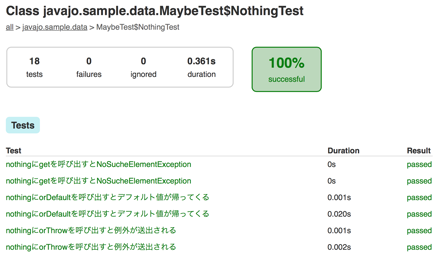 Class javajo.sample.data.MaybeTest$NothingTest
all > javajo.sample.data > MaybeTest$NothingTest
18 0 0 0.361s
tests failures ignored duration
100%
successful
Tests
Test Duration Result
nothingにgetを呼び出すとNoSucheElementException 0s passed
nothingにgetを呼び出すとNoSucheElementException 0s passed
nothingにorDefaultを呼び出すとデフォルト値が帰ってくる 0.001s passed
nothingにorDefaultを呼び出すとデフォルト値が帰ってくる 0.020s passed
nothingにorThrowを呼び出すと例外が送出される 0.001s passed
nothingにorThrowを呼び出すと例外が送出される 0.002s passed